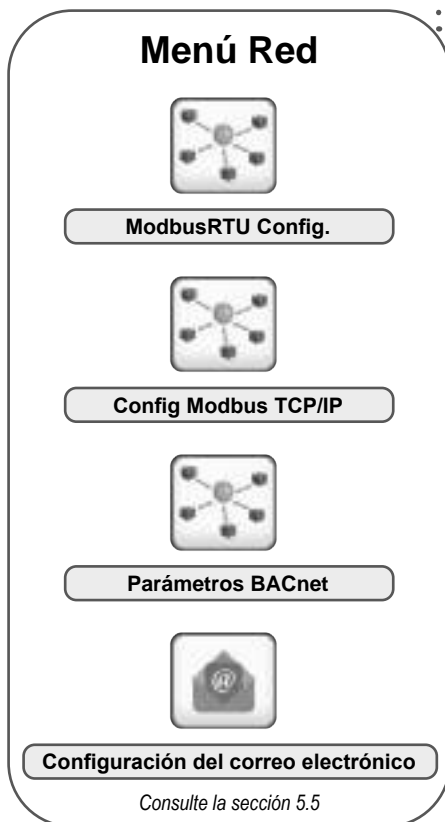 Menú Red
ModbusRTU Config.
Config Modbus TCP/IP
Parámetros BACnet
@
Configuración del correo electrónico
Consulte la sección 5.5